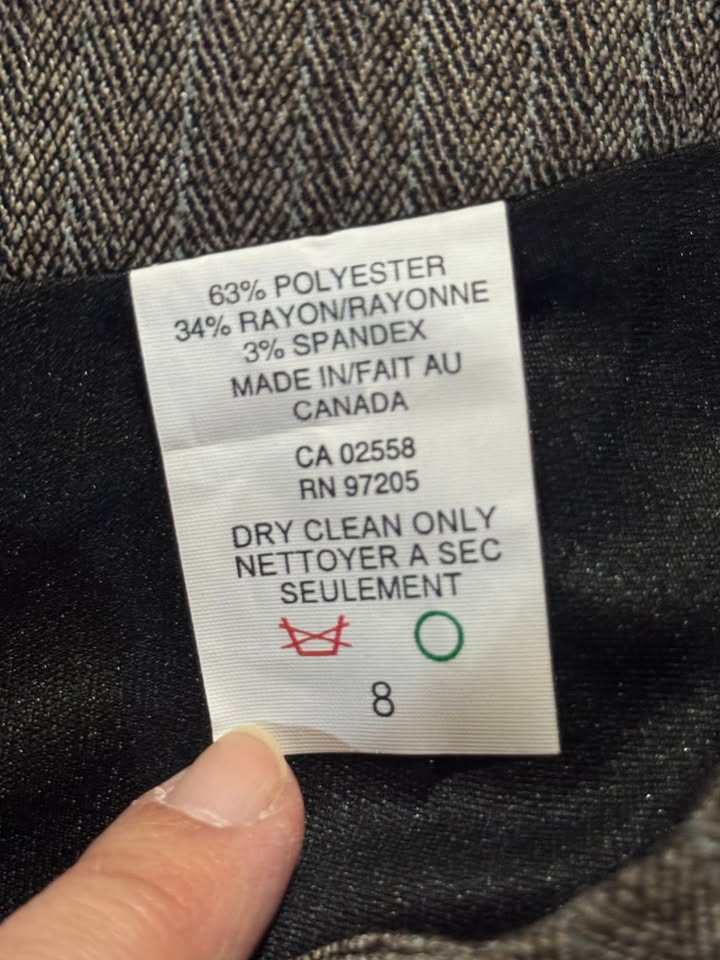 63% POLYESTER
34% RAYON/RAYONNE
3% SPANDEX
MADE IN/FAIT AU
CANADA
CA 02558
RN 97205
DRY CLEAN ONLY
NETTOYER A SEC
SEULEMENT
8